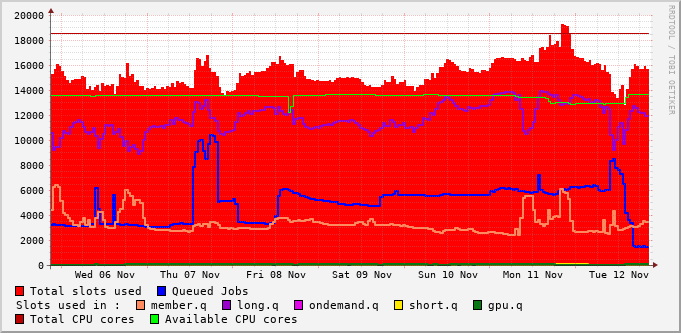 20000
18000
16000
14000
12000
10000
8000
6000
4000
2000
0
Wed 06 Nov Thu 07 Nov Fri 08 Nov Sat 09 Nov Sun 10 Nov Mon 11 Nov Tue 12 Nov
Total slots used Queued Jobs
Slots used in : member.q long.q ondemand.q short.q gpu.q
Total CPU cores Available CPU cores
RRDTOOL / TOBI OETIKER